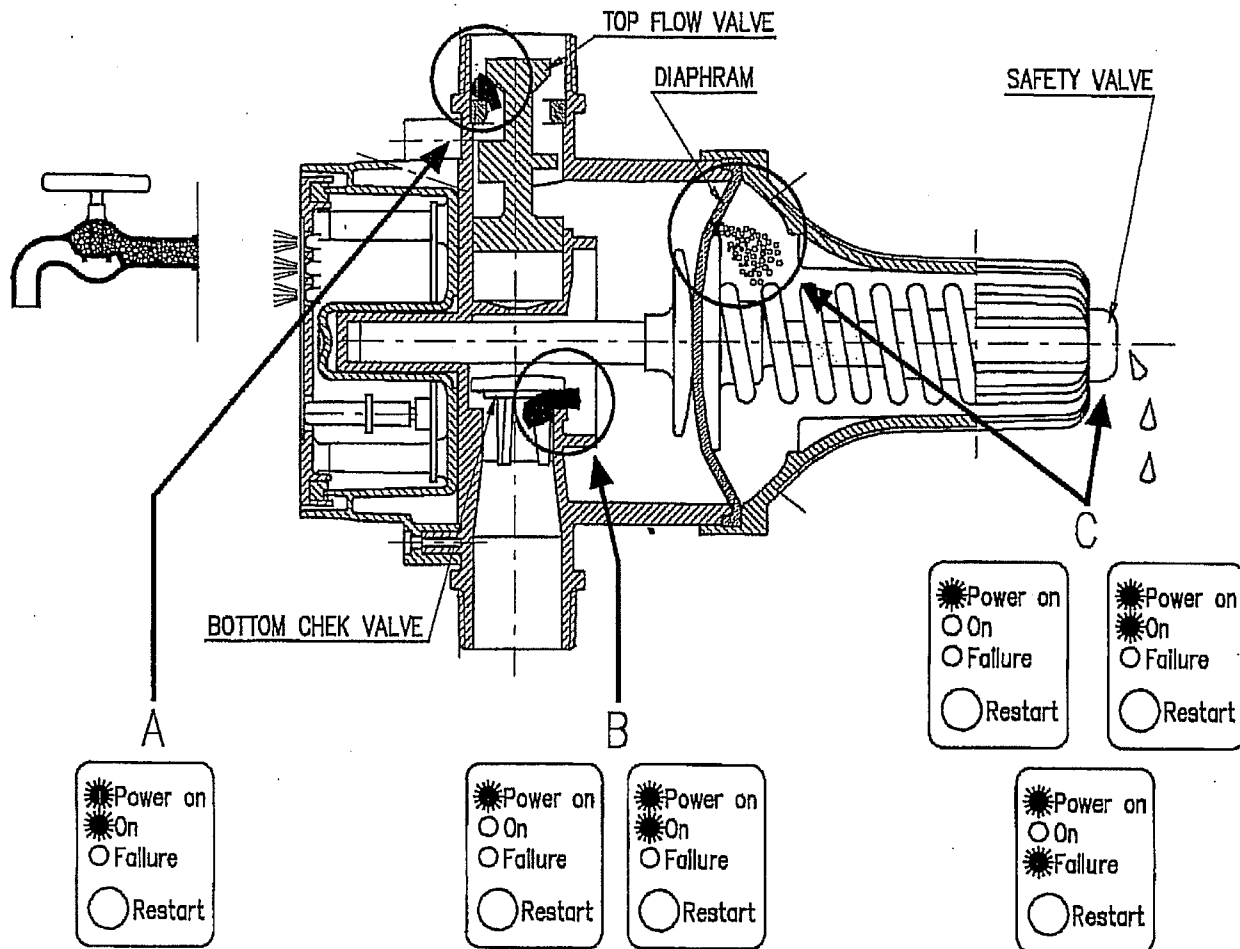 TOP FLOW VALVE
DIAPHRAM
SAFETY VALVE
BOTTOM CHEK VALVE
A
B
C
Power on
On
Failure
Restart
Power on
On
Failure
Restart
Power on
On
Failure
Restart
Power on
On
Failure
Restart
Power on
On
Failure
Restart
Power on
On
Failure
Restart